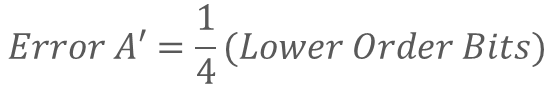 Error A′ = 1/4 (Lower Order Bits)